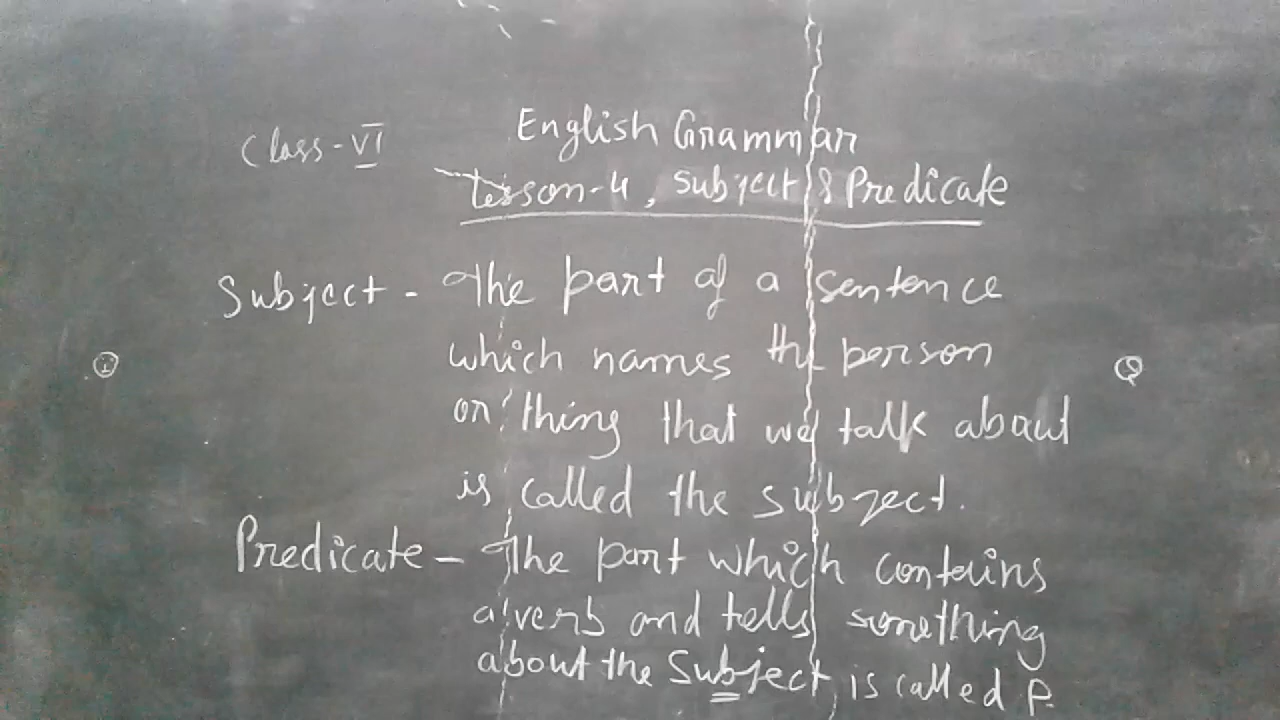 Class-VI
English Grammar
Lesson-4, Subject & Predicate
Subject - The part of a sentence
which names the person
or thing that we talk about
is called the subject.
Predicate - The part which contains
a verb and tells something
about the Subject, is called P.